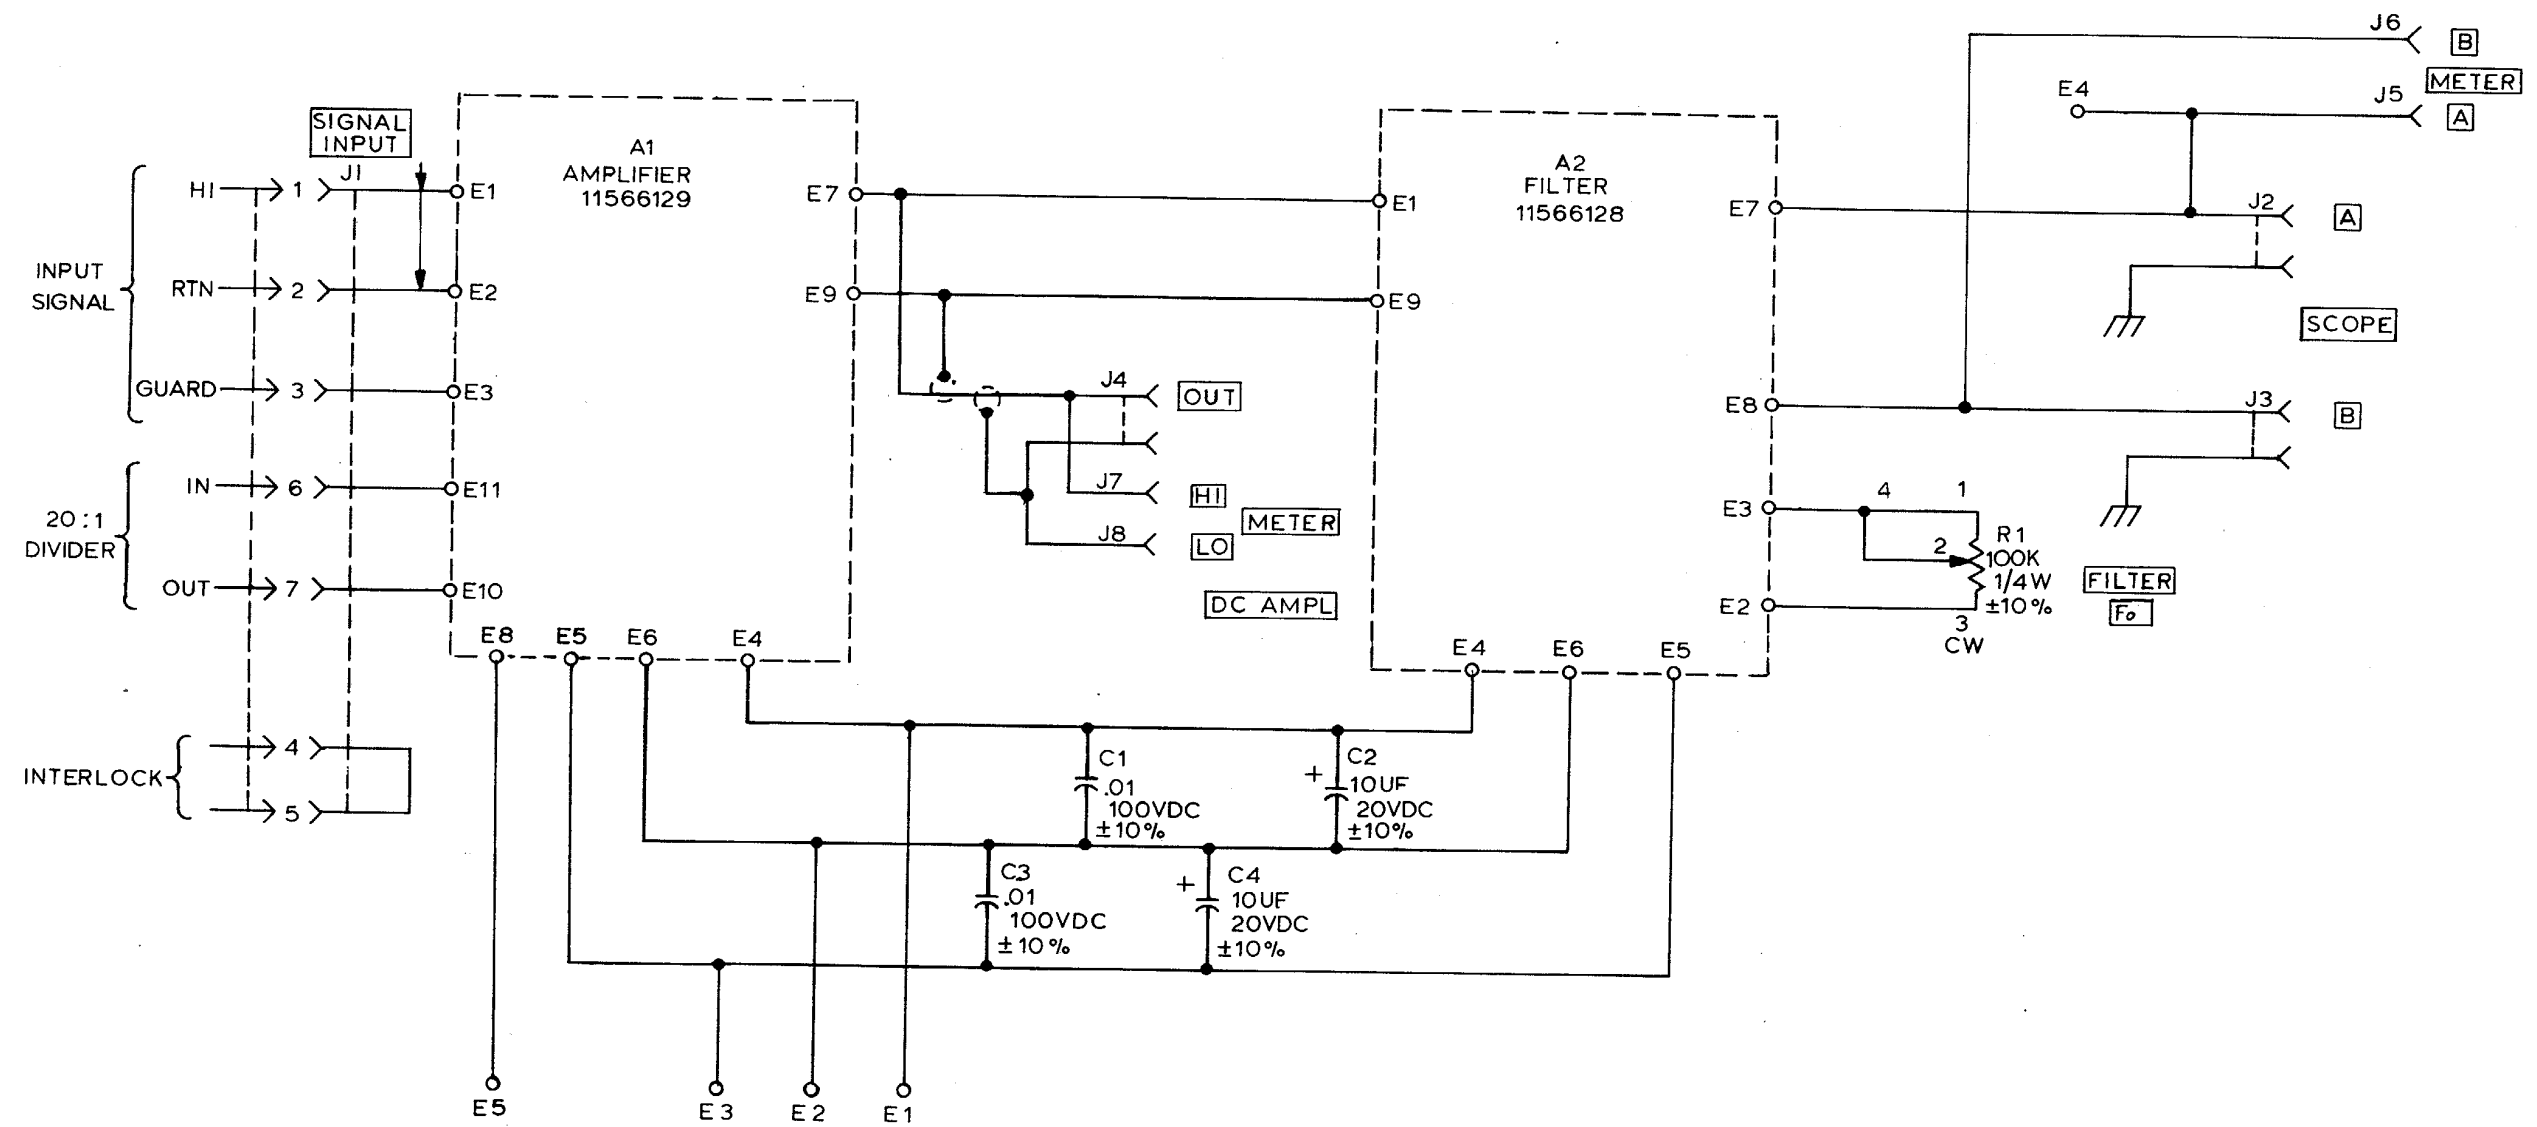 J6
B
METER
E4
J5
A
SIGNAL
INPUT
J1
HI
1
E1
RTN
2
E2
INPUT
SIGNAL
GUARD
3
E3
IN
6
E11
20:1
DIVIDER
OUT
7
E10
INTERLOCK
4
5
A1
AMPLIFIER
11566129
E7
E9
E8
E5
E6
E4
J4
OUT
J7
HI
METER
J8
LO
DC AMPL
A2
FILTER
11566128
E1
E9
E7
E8
E3
E2
E4
E6
E5
J2
A
SCOPE
J3
B
4
1
2
R1
100K
1/4W
±10%
3
CW
FILTER
Fo
C1
.01
100VDC
±10%
C2
+
10UF
20VDC
±10%
C3
.01
100VDC
±10%
C4
+
10UF
20VDC
±10%
E5
E3
E2
E1